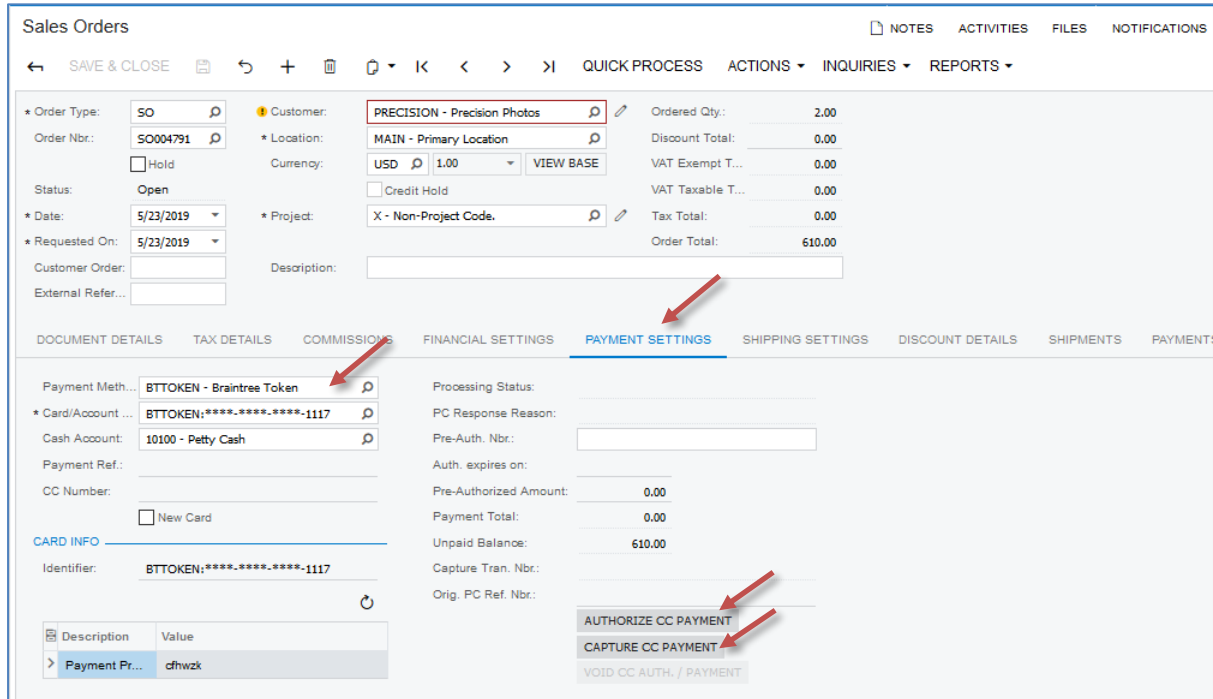 Sales Orders
NOTES ACTIVITIES FILES NOTIFICATIONS
SAVE & CLOSE QUICK PROCESS ACTIONS INQUIRIES REPORTS
* Order Type: SO Customer: PRECISION - Precision Photos Ordered Qty.: 2.00
Order Nbr.: SO004791 * Location: MAIN - Primary Location Discount Total: 0.00
Hold Currency: USD 1.00 VIEW BASE VAT Exempt T... 0.00
Status: Open Credit Hold VAT Taxable T... 0.00
* Date: 5/23/2019 * Project: X - Non-Project Code. Tax Total: 0.00
* Requested On: 5/23/2019 Order Total: 610.00
Customer Order: Description:
External Refer...
DOCUMENT DETAILS TAX DETAILS COMMISSIONS FINANCIAL SETTINGS PAYMENT SETTINGS SHIPPING SETTINGS DISCOUNT DETAILS SHIPMENTS PAYMENTS
Payment Meth... BTTOKEN - Braintree Token Processing Status:
* Card/Account ... BTTOKEN:****-****-****-1117 PC Response Reason:
Cash Account: 10100 - Petty Cash Pre-Auth. Nbr.:
Payment Ref.: Auth. expires on:
CC Number: Pre-Authorized Amount: 0.00
New Card Payment Total: 0.00
CARD INFO Unpaid Balance: 610.00
Identifier: BTTOKEN:****-****-****-1117 Capture Tran. Nbr.:
Orig. PC Ref. Nbr.:
AUTHORIZE CC PAYMENT
Description Value
CAPTURE CC PAYMENT
Payment Pr... cfhwzk
VOID CC AUTH. / PAYMENT